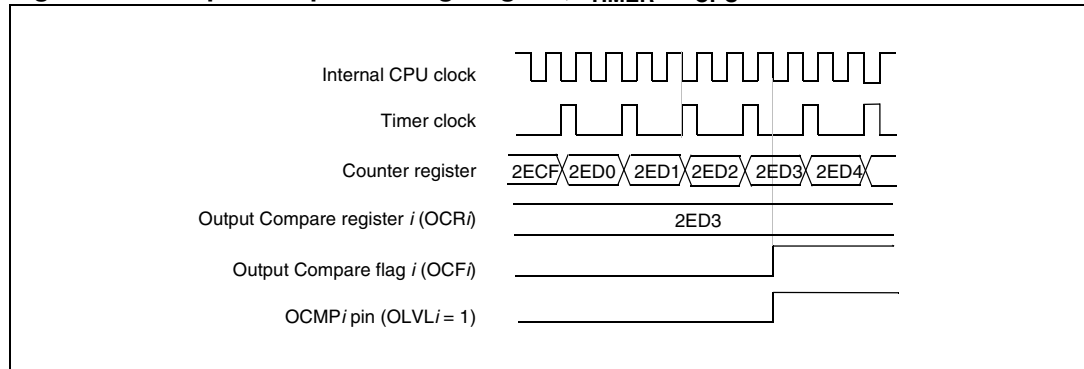 Internal CPU clock
Timer clock
Counter register
2ECF 2ED0 2ED1 2ED2 2ED3 2ED4
Output Compare register i (OCRi)
2ED3
Output Compare flag i (OCFi)
OCMPi pin (OLVLi = 1)